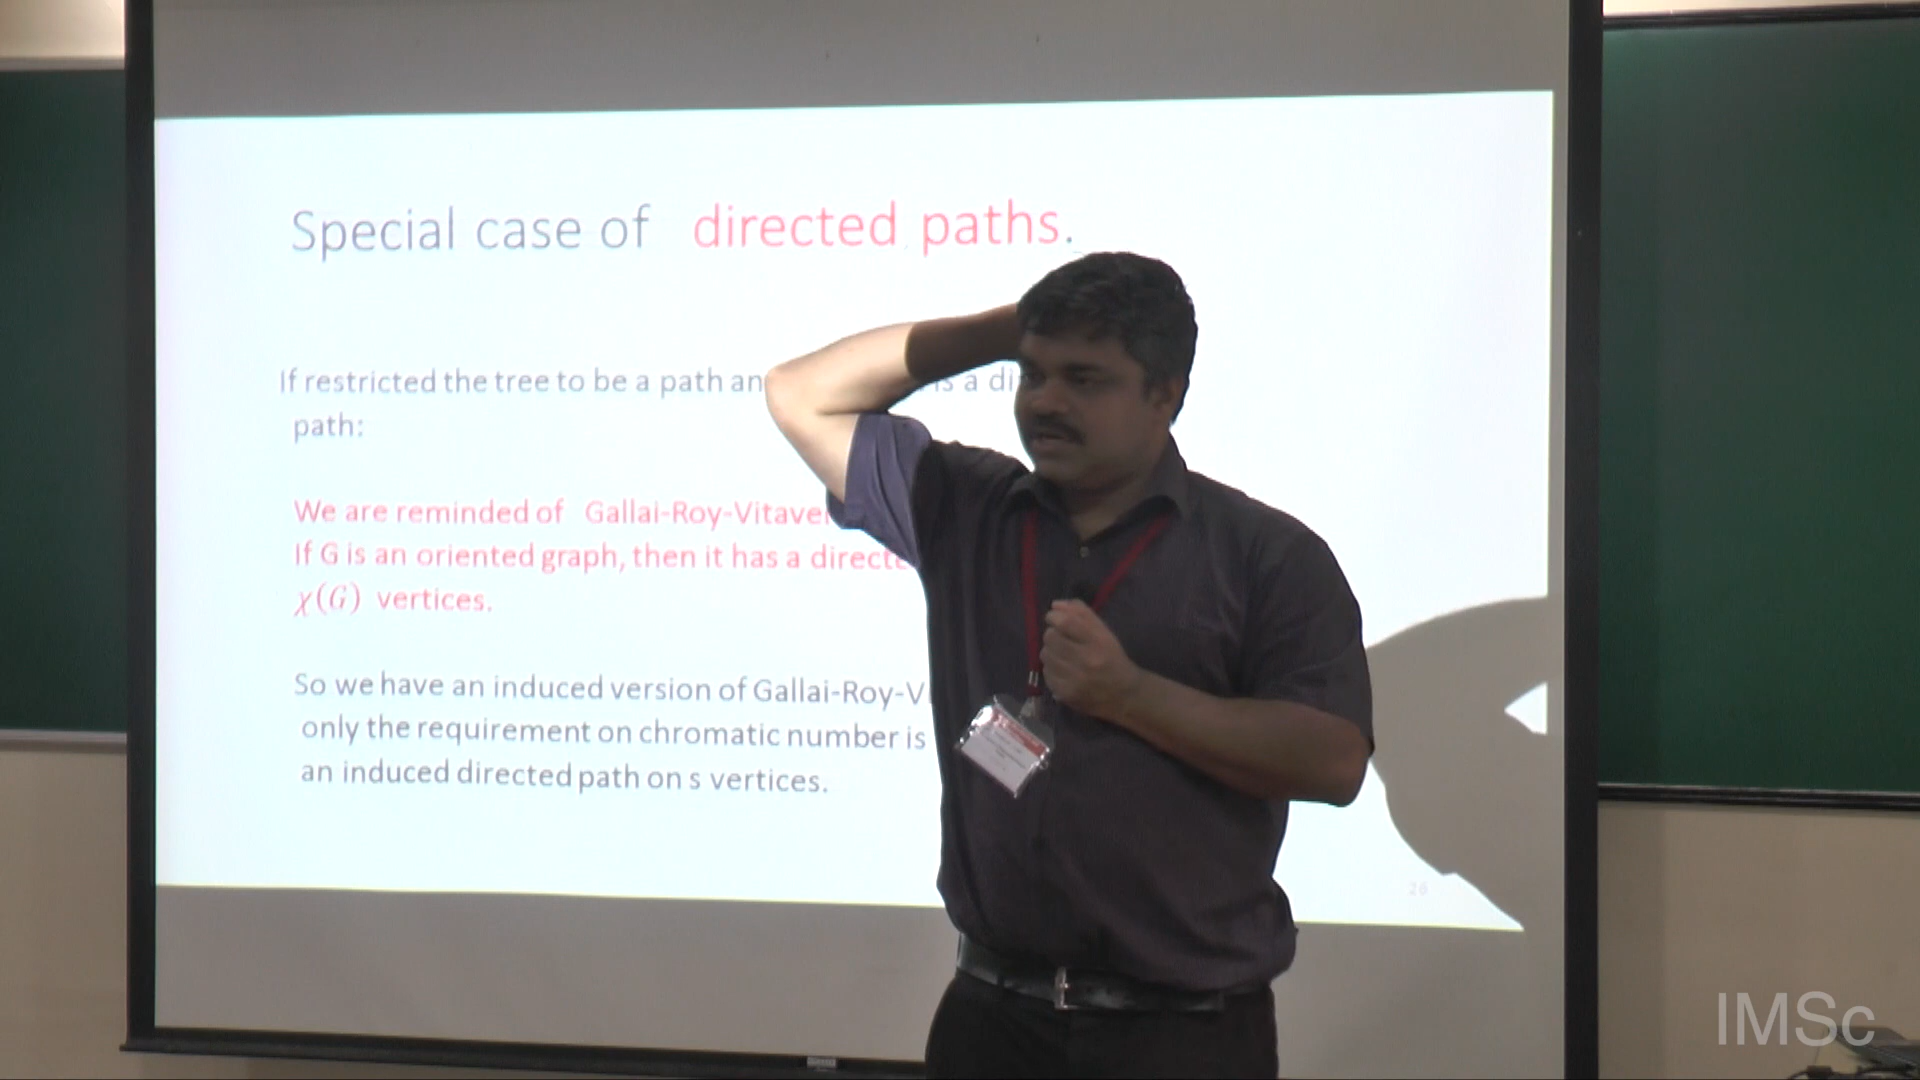 Special case of directed paths.
If restricted the tree to be a path an is a di
path:
We are reminded of Gallai-Roy-Vitaver
If G is an oriented graph, then it has a directe
χ(G) vertices.
So we have an induced version of Gallai-Roy-V
only the requirement on chromatic number is
an induced directed path on s vertices.
26
IMSc